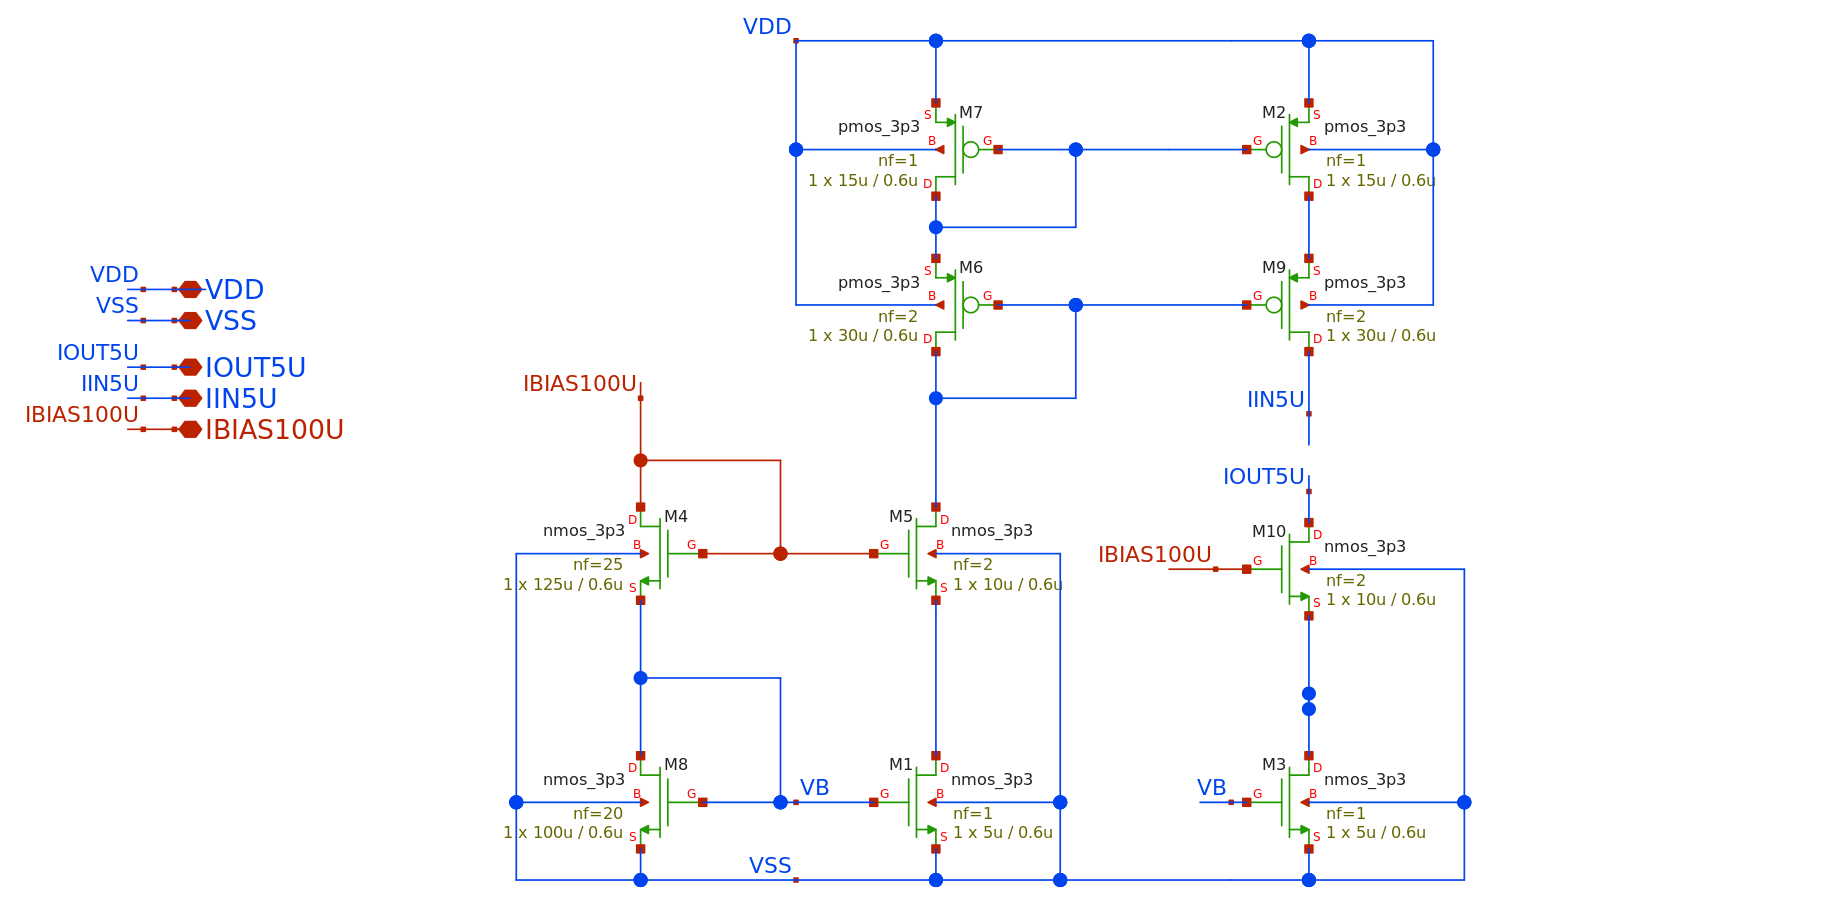 VDD
S
M7
pmos_3p3
B
G
nf=1
1 x 15u / 0.6u
D
M2
S
pmos_3p3
G
B
nf=1
1 x 15u / 0.6u
D
S
M6
pmos_3p3
B
G
nf=2
1 x 30u / 0.6u
D
M9
S
pmos_3p3
G
B
nf=2
1 x 30u / 0.6u
D
VDD
VDD
VSS
VSS
IOUT5U
IOUT5U
IIN5U
IIN5U
IBIAS100U
IBIAS100U
IBIAS100U
IIN5U
IOUT5U
D
M4
nmos_3p3
B
G
nf=25
1 x 125u / 0.6u
S
M5
D
nmos_3p3
G
B
nf=2
1 x 10u / 0.6u
S
IBIAS100U
M10
D
nmos_3p3
G
B
nf=2
1 x 10u / 0.6u
S
M8
D
nmos_3p3
B
G
nf=20
1 x 100u / 0.6u
S
VB
M1
D
nmos_3p3
G
B
nf=1
1 x 5u / 0.6u
S
VB
M3
D
nmos_3p3
G
B
nf=1
1 x 5u / 0.6u
S
VSS